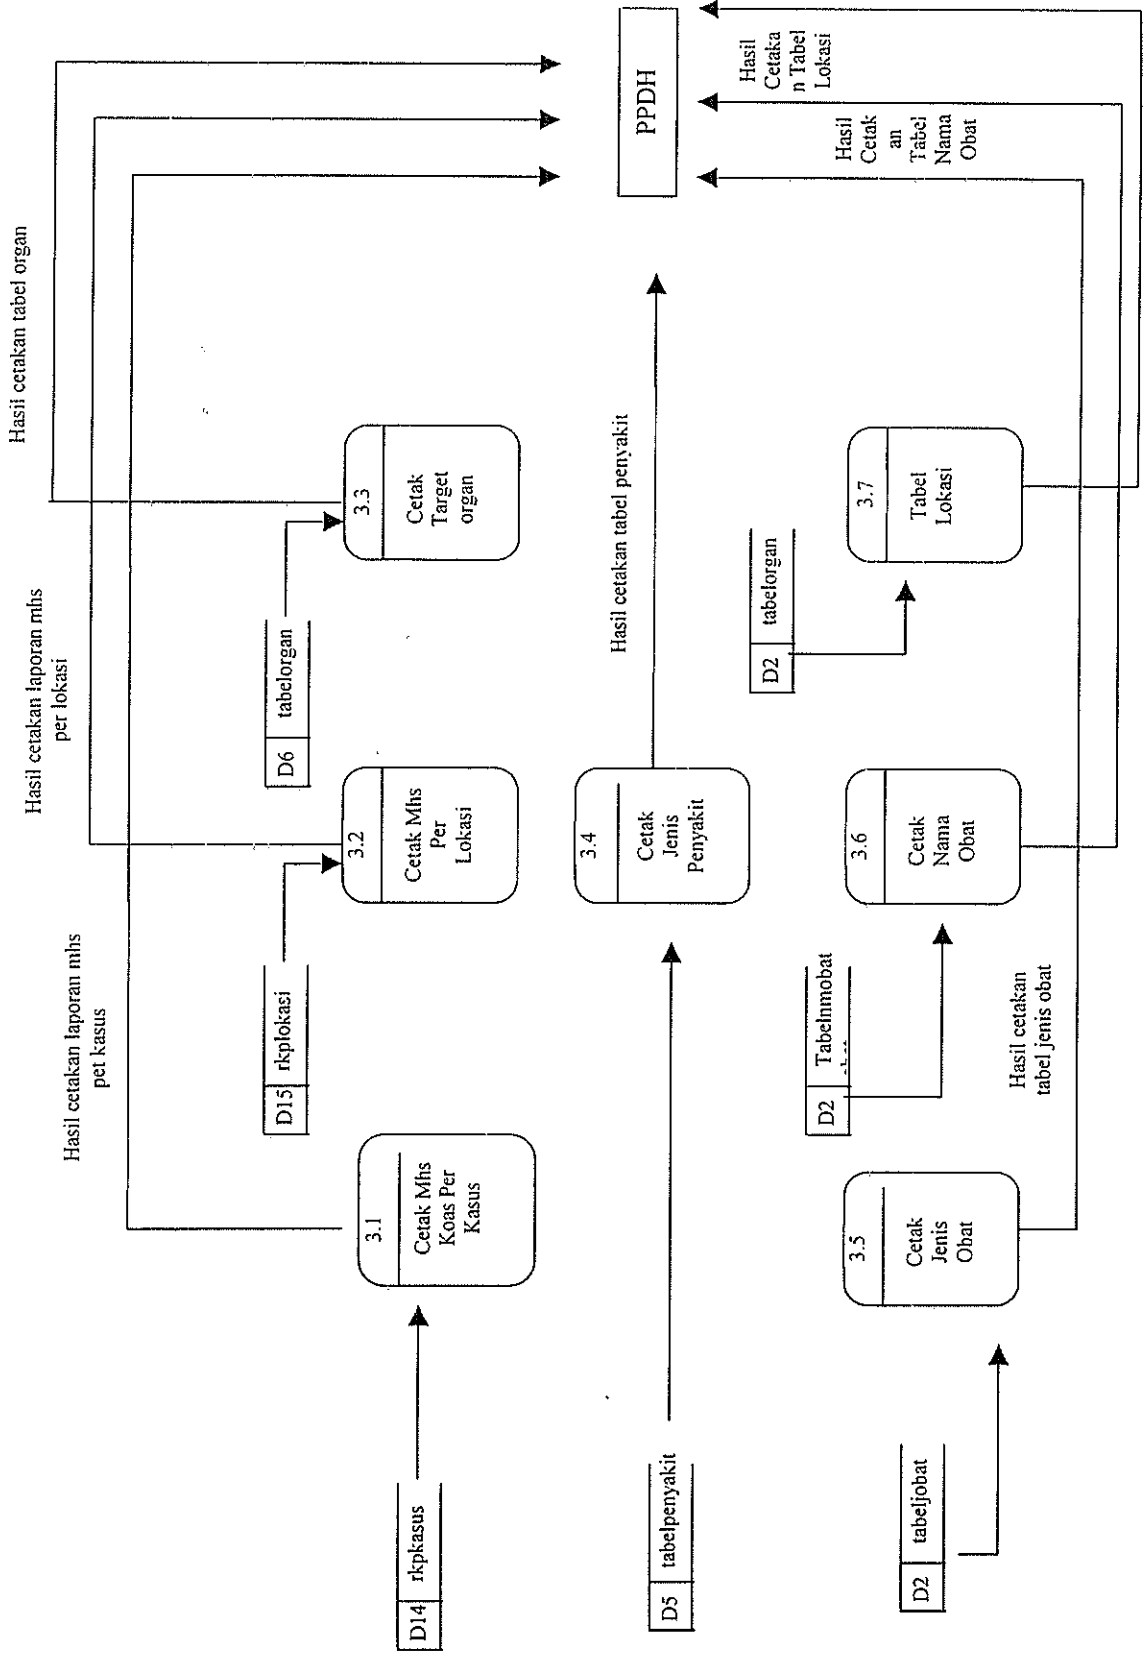 Hasil cetakan tabel organ
Hasil cetakan laporan mhs
per lokasi
Hasil cetakan laporan mhs
pet kasus
D6 tabelorgan
D15 rkplokasi
3.3
Cetak
Target
organ
3.2
Cetak Mhs
Per
Lokasi
3.1
Cetak Mhs
Koas Per
Kasus
D14 rkpkasus
PPDH
Hasil cetakan tabel penyakit
3.4
Cetak
Jenis
Penyakit
D5 tabelpenyakit
Hasil
Cetaka
n Tabel
Lokasi
Hasil
Cetak
an
Tabel
Nama
Obat
D2 tabelorgan
D2 Tabelnmobat
3.7
Tabel
Lokasi
3.6
Cetak
Nama
Obat
3.5
Cetak
Jenis
Obat
D2 tabeljobat
Hasil cetakan
tabel jenis obat